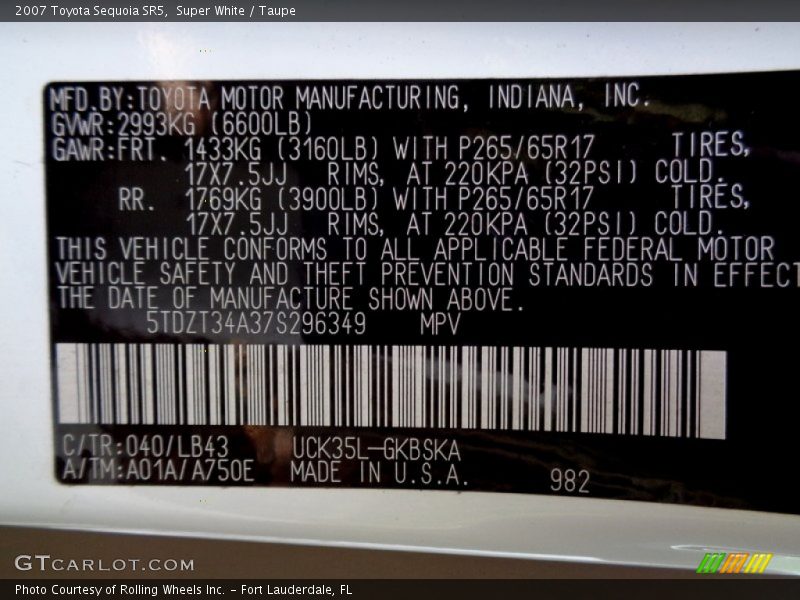 2007 Toyota Sequoia SR5,  Super White / Taupe
MFD.BY:TOYOTA MOTOR MANUFACTURING, INDIANA, INC.
GVWR:2993KG (6600LB)
GAWR:FRT. 1433KG (3160LB) WITH P265/65R17 TIRES,
17X7.5JJ RIMS, AT 220KPA (32PSI) COLD.
RR. 1769KG (3900LB) WITH P265/65R17 TIRES,
17X7.5JJ RIMS, AT 220KPA (32PSI) COLD.
THIS VEHICLE CONFORMS TO ALL APPLICABLE FEDERAL MOTOR
VEHICLE SAFETY AND THEFT PREVENTION STANDARDS IN EFFECT
THE DATE OF MANUFACTURE SHOWN ABOVE.
5TDZT34A37S296349 MPV
C/TR:040/LB43 UCK35L-GKBSKA
A/TM:A01A/A750E MADE IN U.S.A. 982
GTCARLOT.COM
Photo Courtesy of Rolling Wheels Inc. – Fort Lauderdale, FL